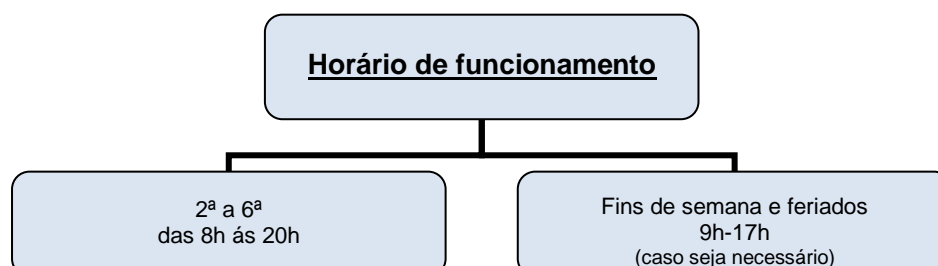 Horário de funcionamento
2ª a 6ª
das 8h ás 20h
Fins de semana e feriados
9h-17h
(caso seja necessário)